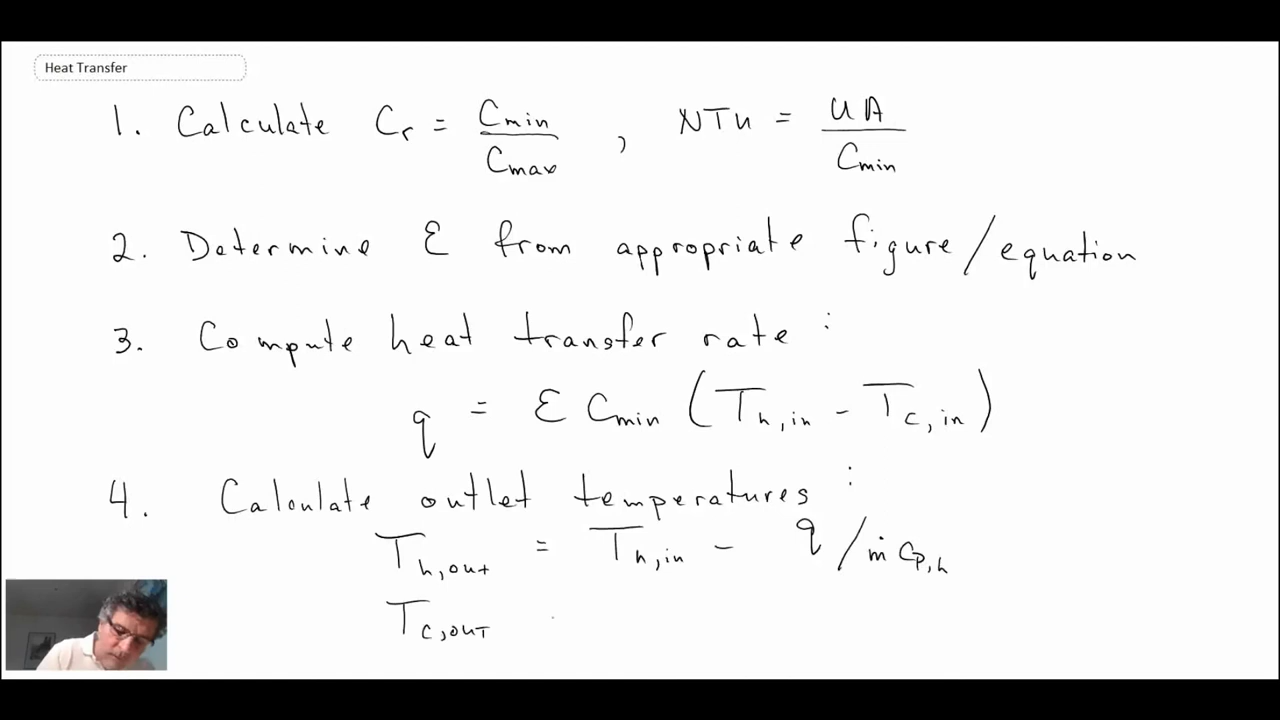 Heat Transfer
1. Calculate Cr = Cmin / Cmax , NTU = UA / Cmin
2. Determine ε from appropriate figure/equation
3. Compute heat transfer rate :
q = ε Cmin (Th,in - Tc,in)
4. Calculate outlet temperatures :
Th,out = Th,in - q / ṁ Cp,h
Tc,out